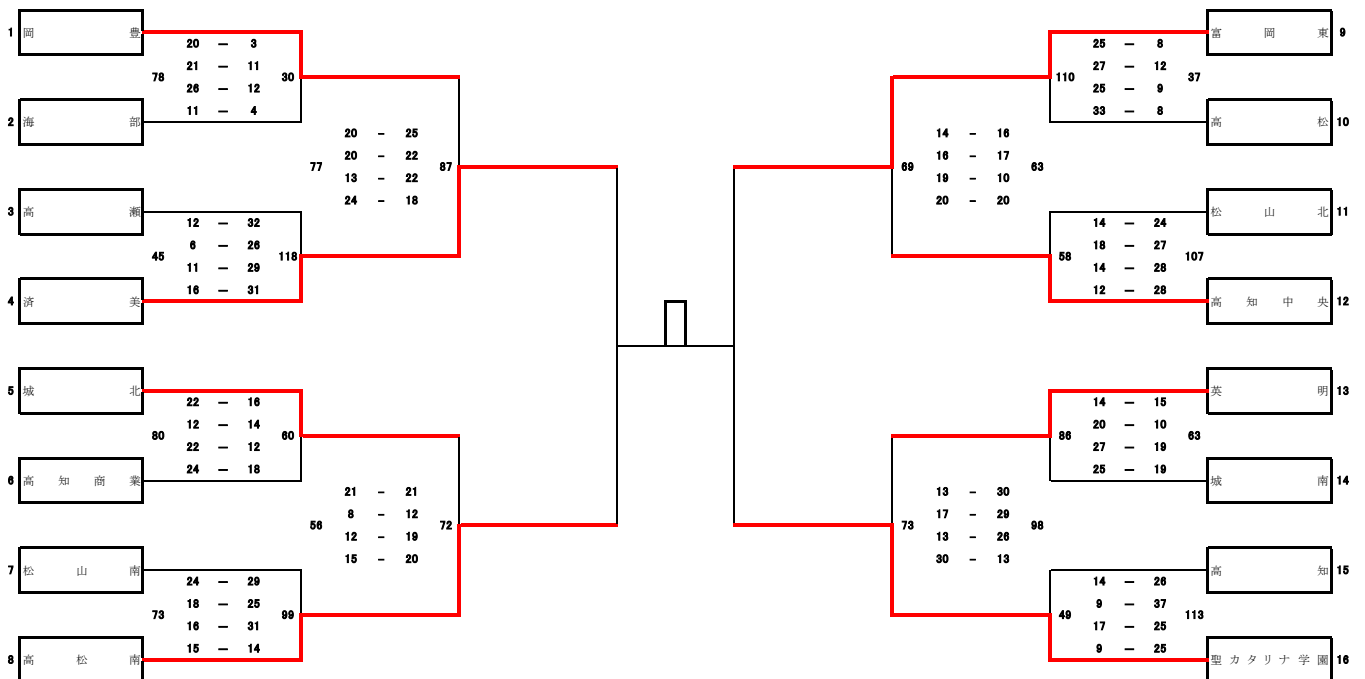 1 岡豊
20 － 3
21 － 11
78 30
26 － 12
11 － 4
2 海部
20 － 25
20 － 22
77 87
13 － 22
24 － 18
3 高瀬
12 － 32
6 － 26
45 118
11 － 29
16 － 31
4 済美
5 城北
22 － 16
12 － 14
80 60
22 － 12
24 － 18
6 高知商業
21 － 21
8 － 12
56 72
12 － 19
15 － 20
7 松山南
24 － 29
18 － 25
73 99
16 － 31
15 － 14
8 高松南
富岡東 9
25 － 8
27 － 12
110 37
25 － 9
33 － 8
高松 10
14 － 16
16 － 17
69 63
19 － 10
20 － 20
松山北 11
14 － 24
18 － 27
58 107
14 － 28
12 － 28
高知中央 12
英明 13
14 － 15
20 － 10
86 63
27 － 19
25 － 19
城南 14
13 － 30
17 － 29
73 98
13 － 26
30 － 13
高知 15
14 － 26
9 － 37
49 113
17 － 25
9 － 25
聖カタリナ学園 16